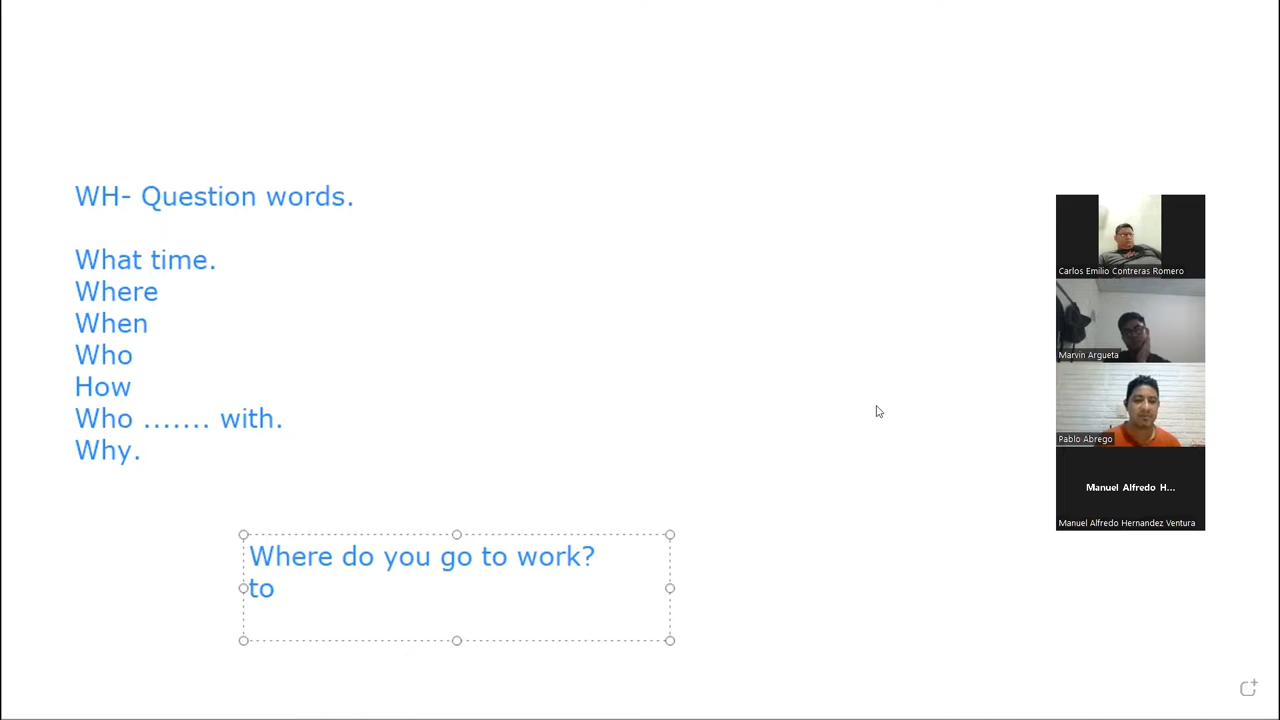 WH- Question words.
What time.
Where
When
Who
How
Who ....... with.
Why.
Where do you go to work?
to
Carlos Emilio Contreras Romero
Marvin Argueta
Pablo Abrego
Manuel Alfredo H...
Manuel Alfredo Hernandez Ventura